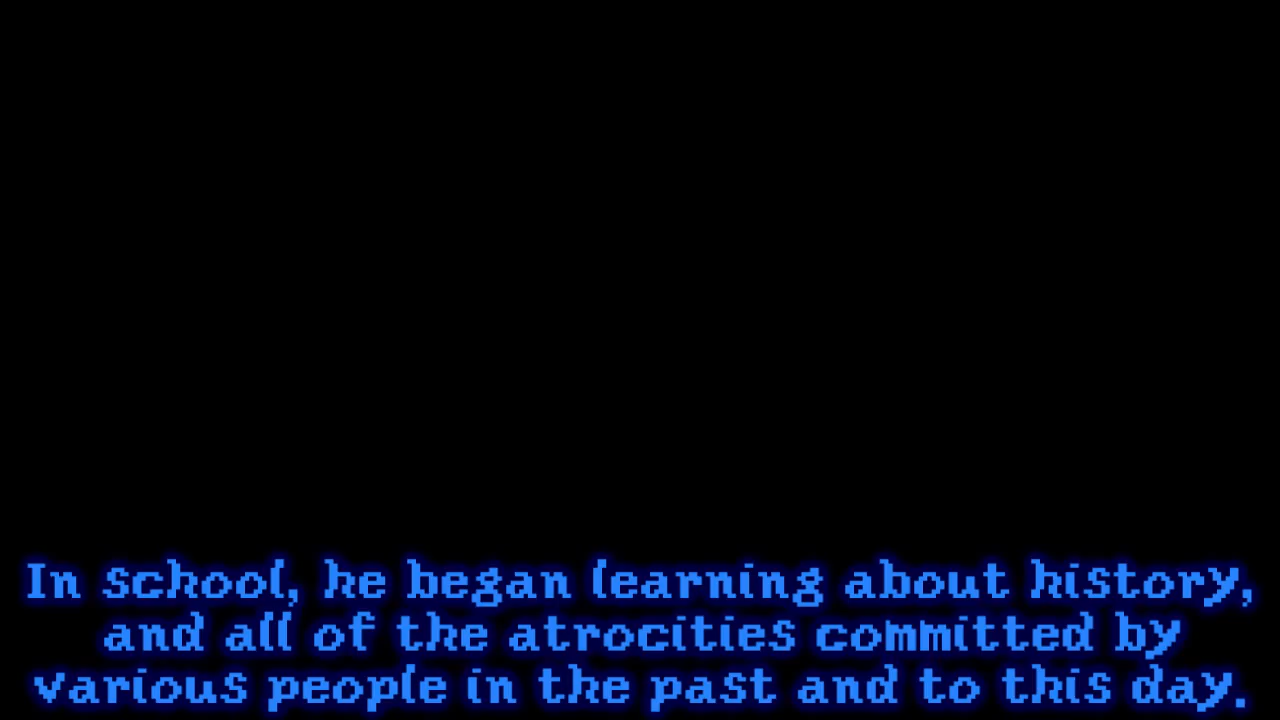 In school, he began learning about history,
and all of the atrocities committed by
various people in the past and to this day.